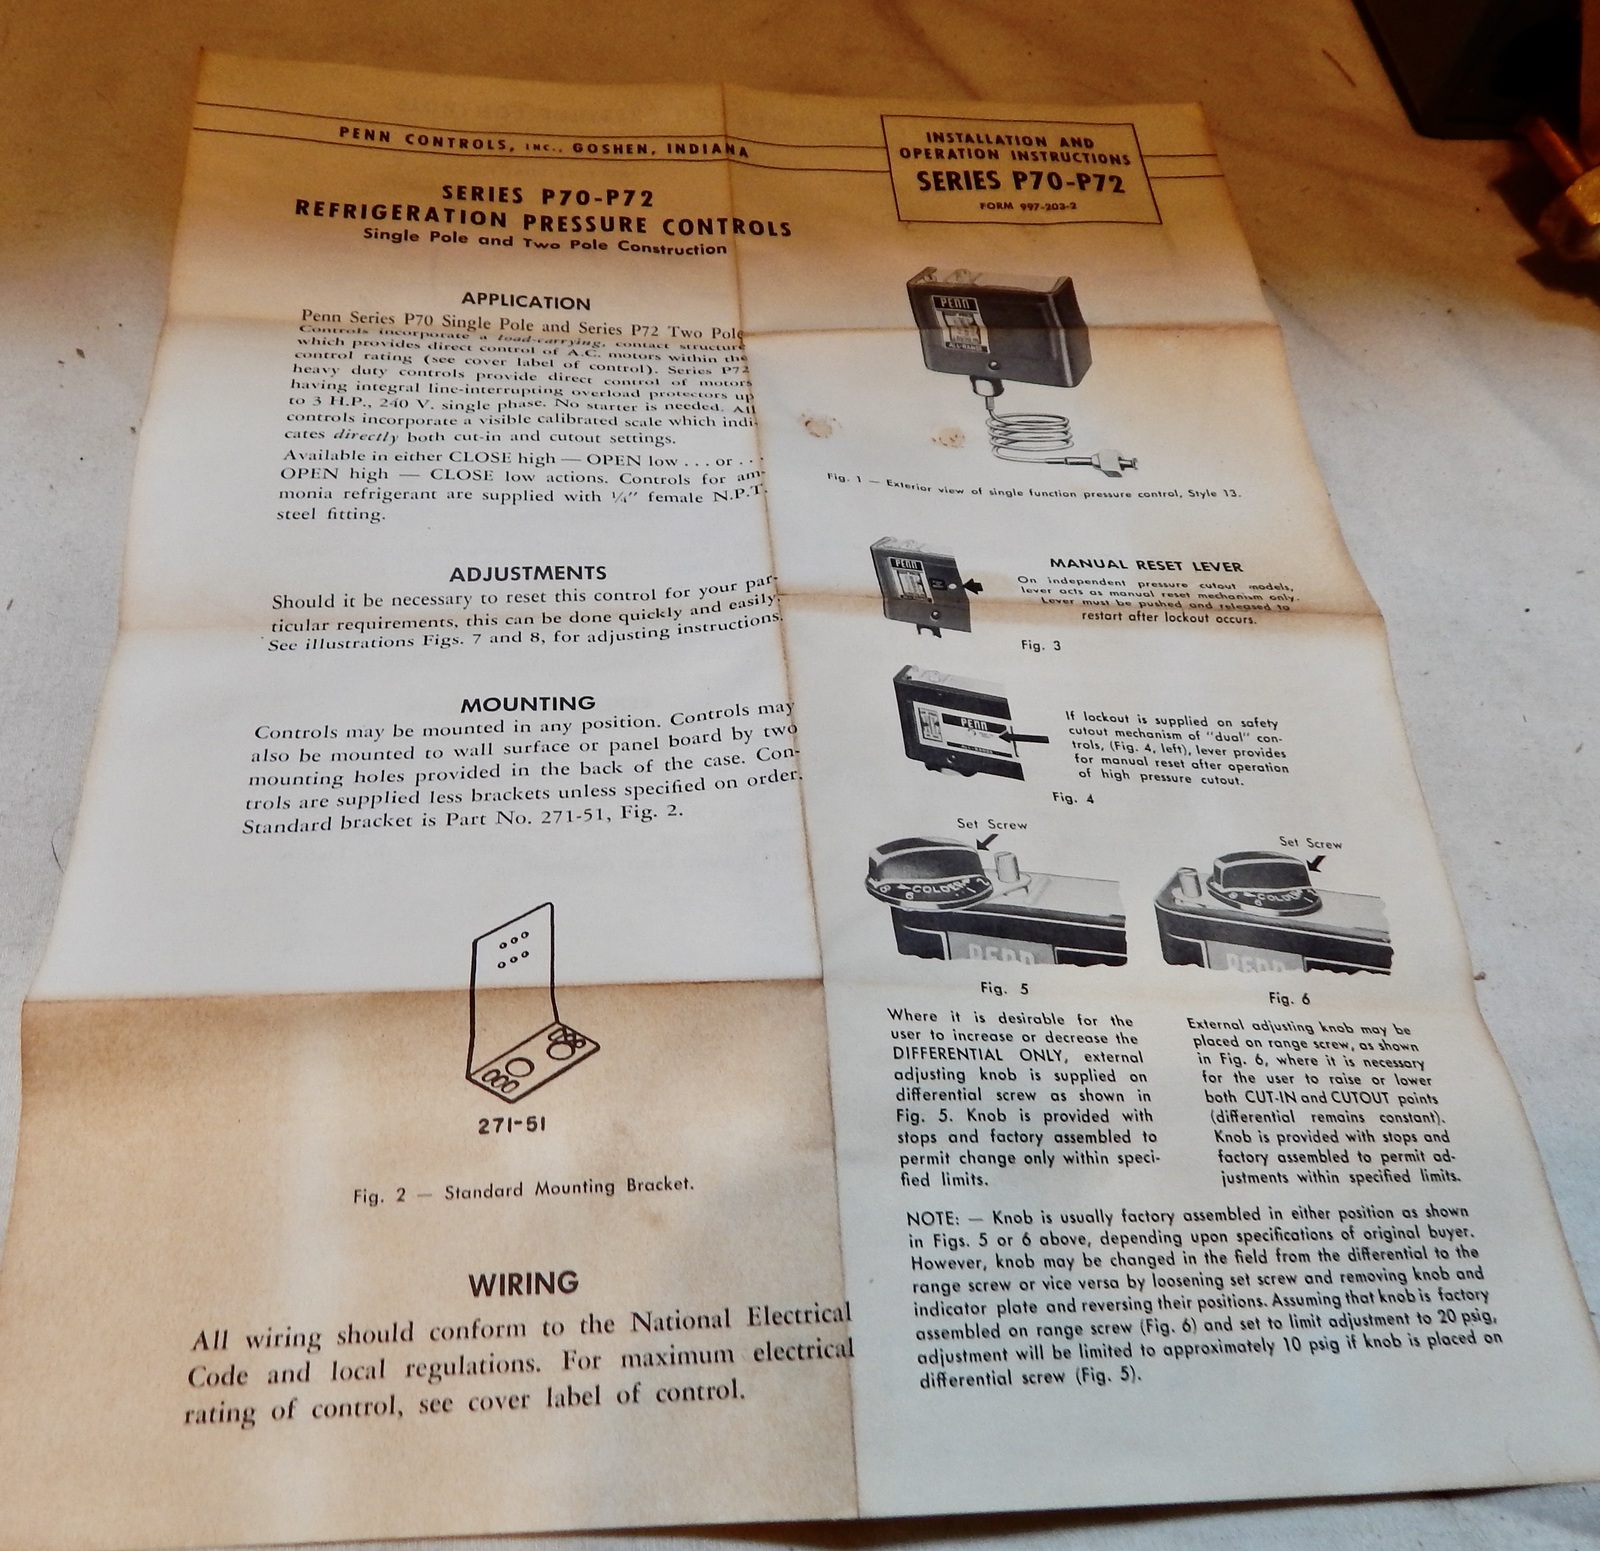 PENN CONTROLS, INC., GOSHEN, INDIANA
INSTALLATION AND
OPERATION INSTRUCTIONS
SERIES P70-P72
FORM 997-203-2
SERIES P70-P72
REFRIGERATION PRESSURE CONTROLS
Single Pole and Two Pole Construction
APPLICATION
Penn Series P70 Single Pole and Series P72 Two Pole
Controls incorporate a load-carrying, contact structure
which provides direct control of A.C. motors within the
control rating (see cover label of control). Series P72
heavy duty controls provide direct control of motors
having integral line-interrupting overload protectors up
to 3 H.P., 240 V. single phase. No starter is needed. All
controls incorporate a visible calibrated scale which indi-
cates directly both cut-in and cutout settings.
Available in either CLOSE high — OPEN low . . . or . . .
OPEN high — CLOSE low actions. Controls for am-
monia refrigerant are supplied with ¼" female N.P.T.
steel fitting.
ADJUSTMENTS
Should it be necessary to reset this control for your par-
ticular requirements, this can be done quickly and easily.
See illustrations Figs. 7 and 8, for adjusting instructions.
MOUNTING
Controls may be mounted in any position. Controls may
also be mounted to wall surface or panel board by two
mounting holes provided in the back of the case. Con-
trols are supplied less brackets unless specified on order.
Standard bracket is Part No. 271-51, Fig. 2.
271-51
Fig. 2 — Standard Mounting Bracket.
WIRING
All wiring should conform to the National Electrical
Code and local regulations. For maximum electrical
rating of control, see cover label of control.
PENN
ALL-RANGE
Fig. 1 — Exterior view of single function pressure control, Style 13.
PENN
MANUAL RESET LEVER
On independent pressure cutout models,
lever acts as manual reset mechanism only.
Lever must be pushed and released to
restart after lockout occurs.
Fig. 3
PENN
ALL-RANGE
If lockout is supplied on safety
cutout mechanism of "dual" con-
trols, (Fig. 4, left), lever provides
for manual reset after operation
of high pressure cutout.
Fig. 4
Set Screw
COLDER
PENN
Fig. 5
Set Screw
COLDER
PENN
Fig. 6
Where it is desirable for the
user to increase or decrease the
DIFFERENTIAL ONLY, external
adjusting knob is supplied on
differential screw as shown in
Fig. 5. Knob is provided with
stops and factory assembled to
permit change only within speci-
fied limits.
External adjusting knob may be
placed on range screw, as shown
in Fig. 6, where it is necessary
for the user to raise or lower
both CUT-IN and CUTOUT points
(differential remains constant).
Knob is provided with stops and
factory assembled to permit ad-
justments within specified limits.
NOTE: — Knob is usually factory assembled in either position as shown
in Figs. 5 or 6 above, depending upon specifications of original buyer.
However, knob may be changed in the field from the differential to the
range screw or vice versa by loosening set screw and removing knob and
indicator plate and reversing their positions. Assuming that knob is factory
assembled on range screw (Fig. 6) and set to limit adjustment to 20 psig,
adjustment will be limited to approximately 10 psig if knob is placed on
differential screw (Fig. 5).